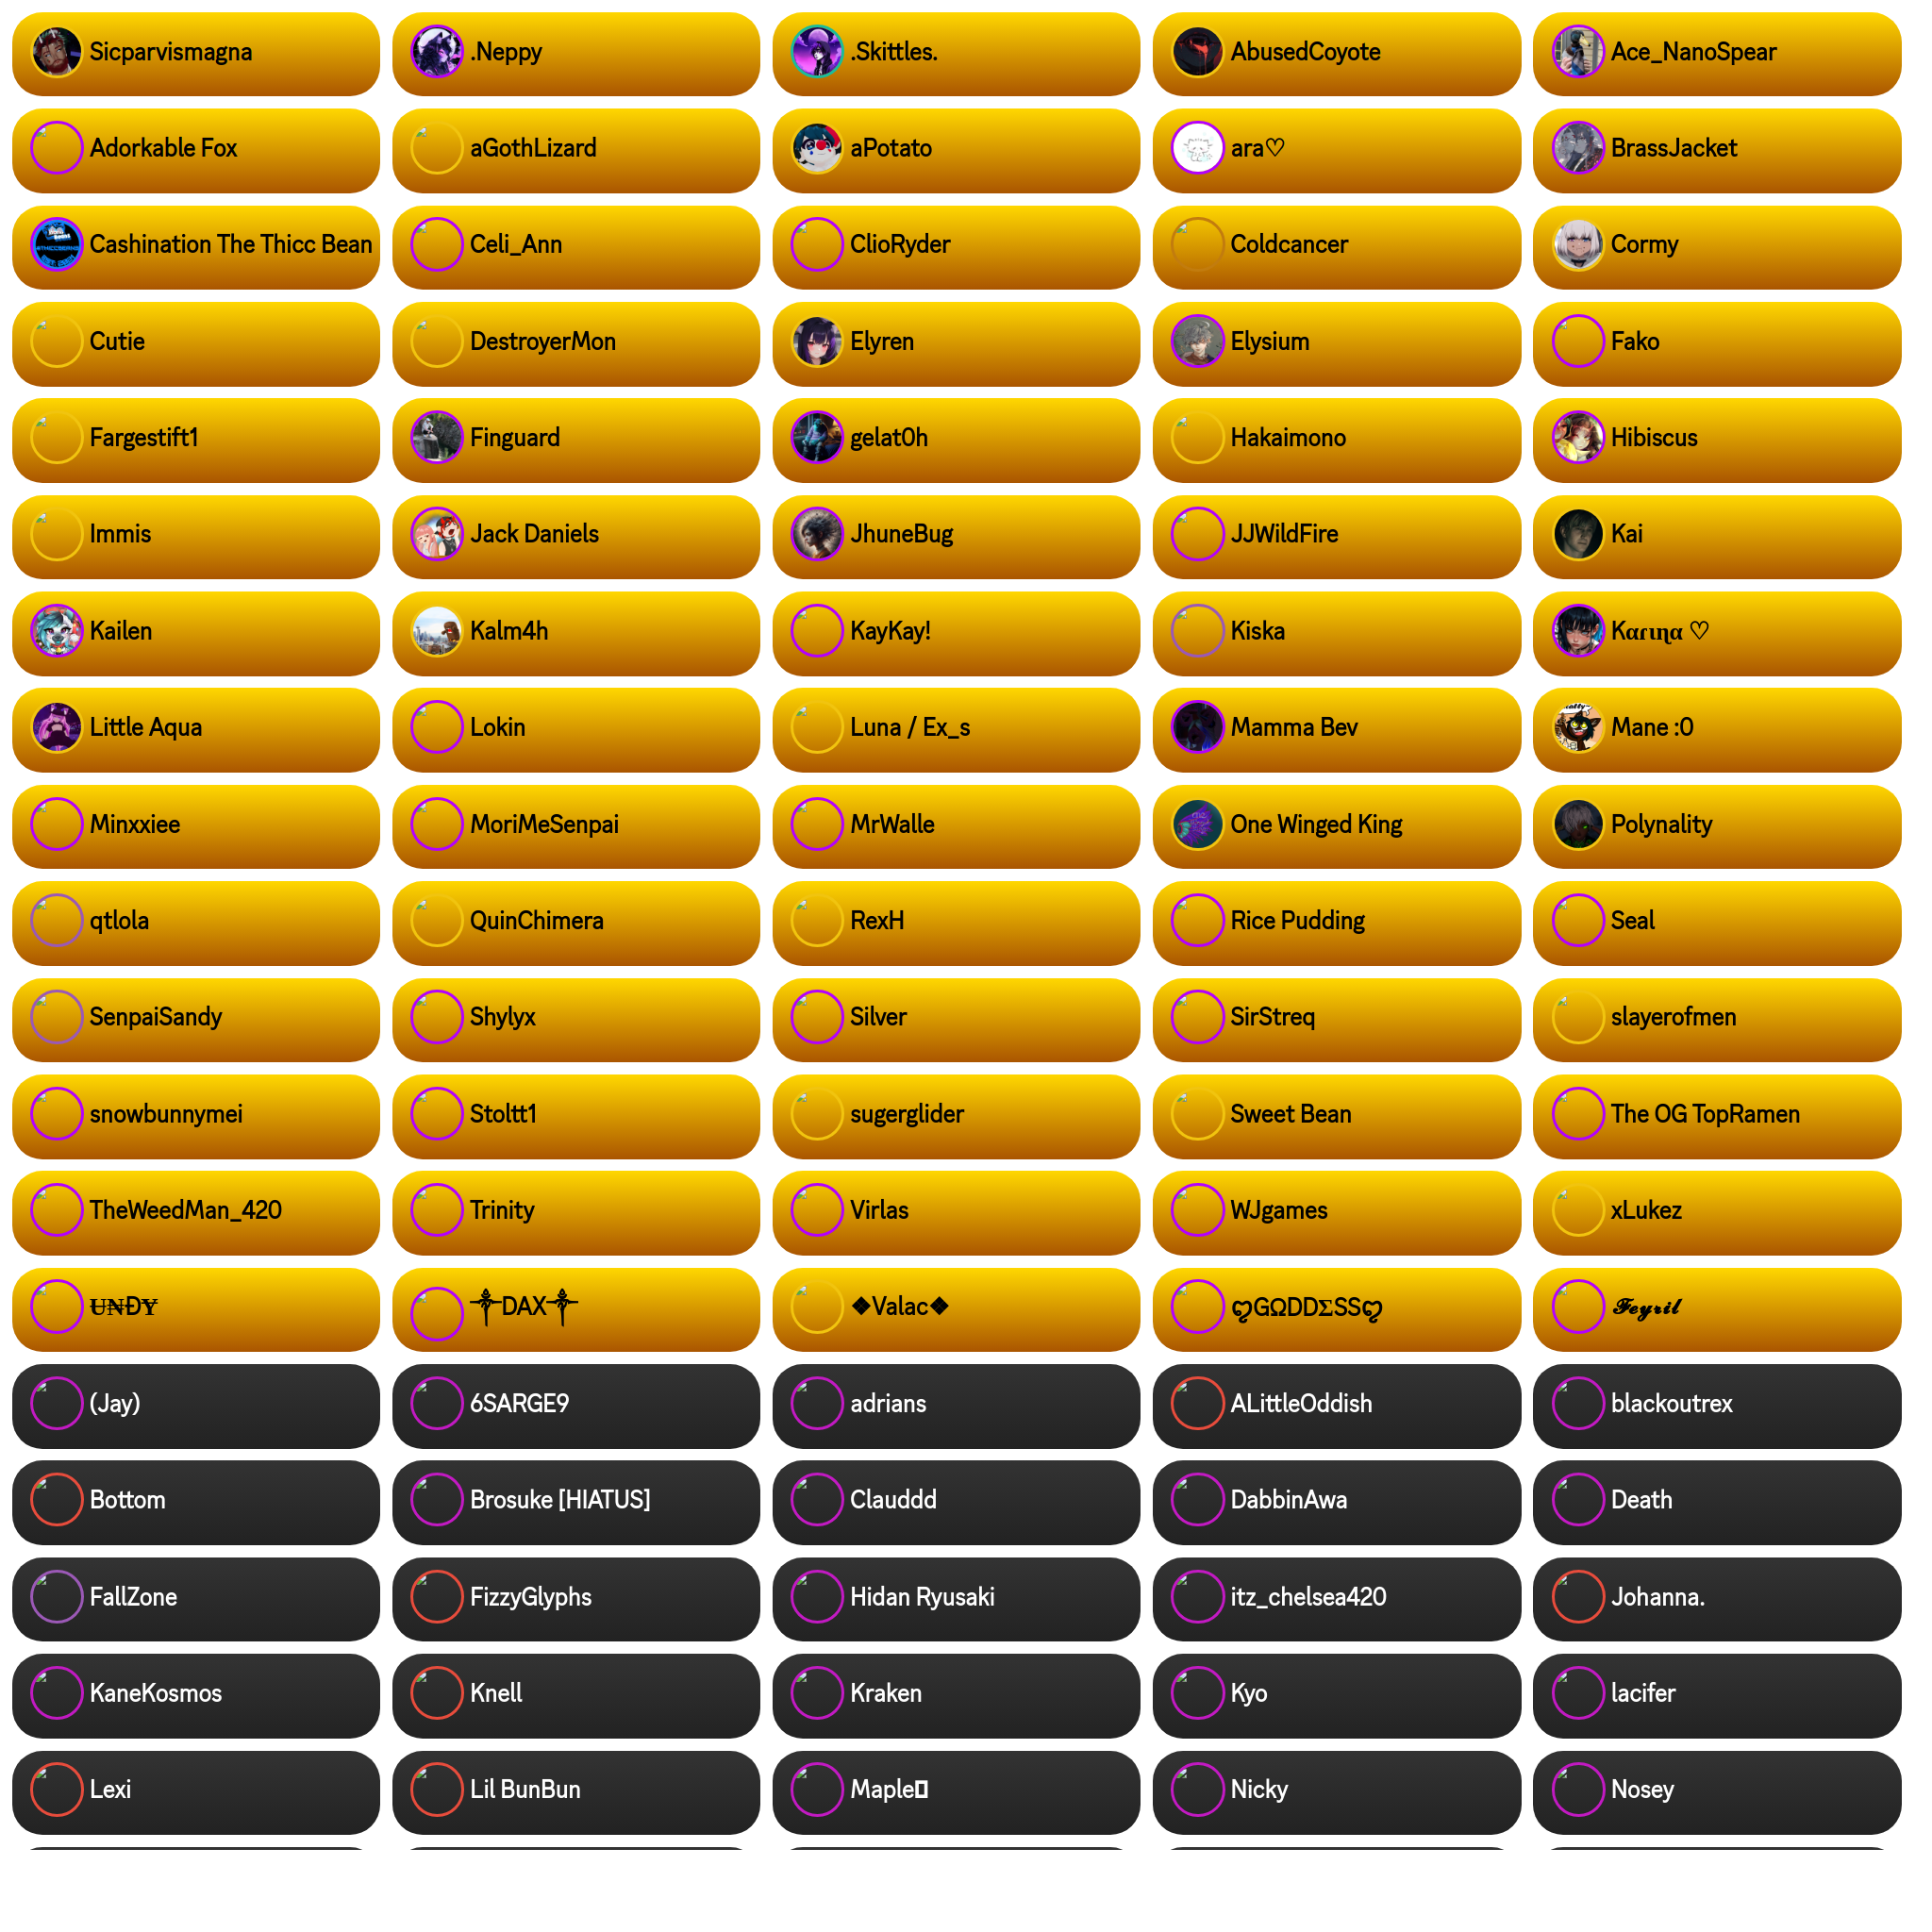 Sicparvismagna
.Neppy
.Skittles.
AbusedCoyote
Ace_NanoSpear
Adorkable Fox
aGothLizard
aPotato
ara♡
BrassJacket
Cashination The Thicc Bean
Celi_Ann
ClioRyder
Coldcancer
Cormy
Cutie
DestroyerMon
Elyren
Elysium
Fako
Fargestift1
Finguard
gelat0h
Hakaimono
Hibiscus
Immis
Jack Daniels
JhuneBug
JJWildFire
Kai
Kailen
Kalm4h
KayKay!
Kiska
Kαɾιɳα ♡
Little Aqua
Lokin
Luna / Ex_s
Mamma Bev
Mane :0
Minxxiee
MoriMeSenpai
MrWalle
One Winged King
Polynality
qtlola
QuinChimera
RexH
Rice Pudding
Seal
SenpaiSandy
Shylyx
Silver
SirStreq
slayerofmen
snowbunnymei
Stoltt1
sugerglider
Sweet Bean
The OG TopRamen
TheWeedMan_420
Trinity
Virlas
WJgames
xLukez
Ʉ₦ĐɎ
⸸DAX⸸
❖Valac❖
ღGΩDDΣSSღ
𝓕𝓮𝔂𝓻𝓲𝓵
(Jay)
6SARGE9
adrians
ALittleOddish
blackoutrex
Bottom
Brosuke [HIATUS]
Clauddd
DabbinAwa
Death
FallZone
FizzyGlyphs
Hidan Ryusaki
itz_chelsea420
Johanna.
KaneKosmos
Knell
Kraken
Kyo
lacifer
Lexi
Lil BunBun
Maple
Nicky
Nosey